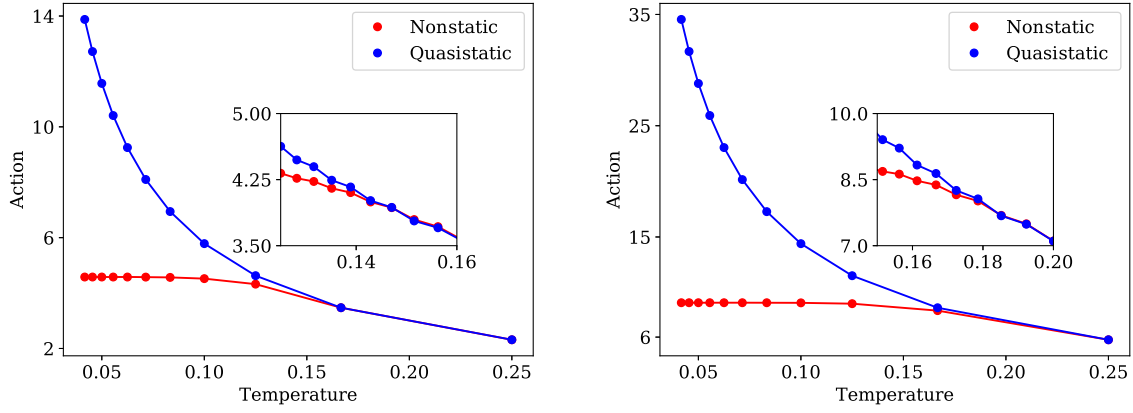 14
10
6
2
Action
Nonstatic
Quasistatic
5.00
4.25
3.50
0.14 0.16
0.05 0.10 0.15 0.20 0.25
Temperature
35
25
15
6
Action
Nonstatic
Quasistatic
10.0
8.5
7.0
0.16 0.18 0.20
0.05 0.10 0.15 0.20 0.25
Temperature